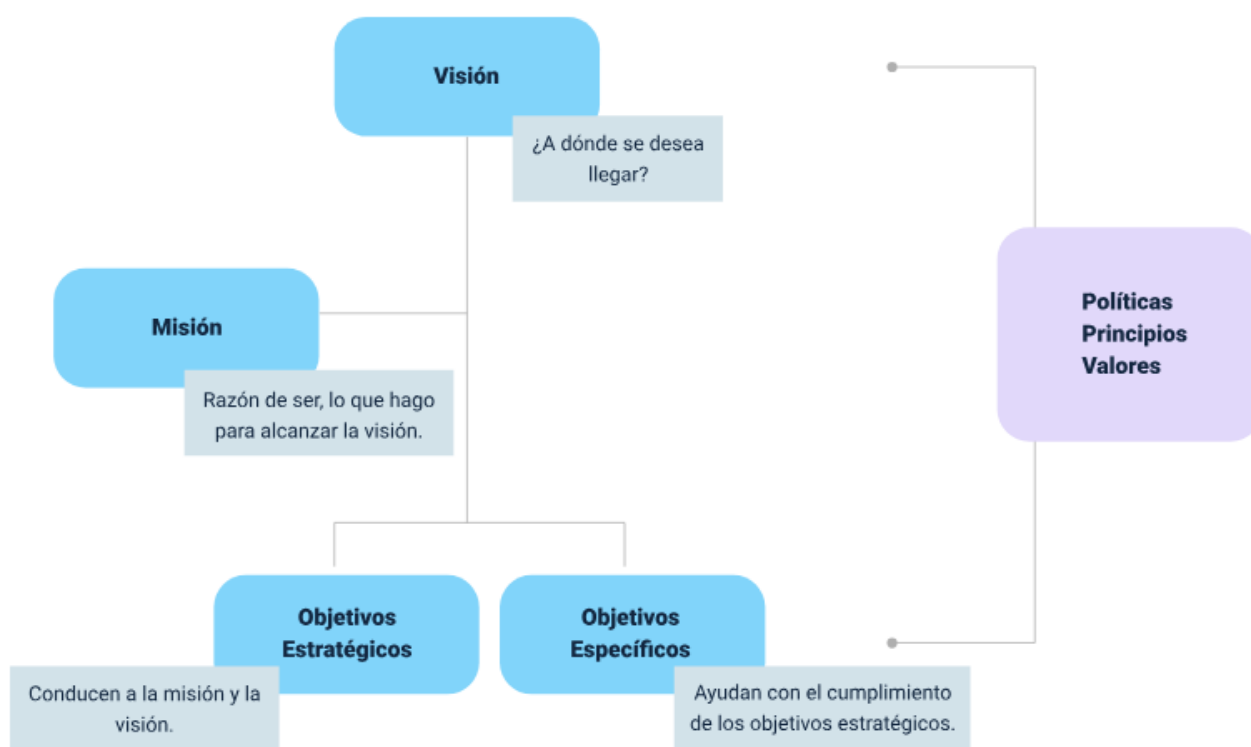 Visión
¿A dónde se desea
llegar?
Misión
Razón de ser, lo que hago
para alcanzar la visión.
Políticas
Principios
Valores
Objetivos
Estratégicos
Conducen a la misión y la
visión.
Objetivos
Específicos
Ayudan con el cumplimiento
de los objetivos estratégicos.